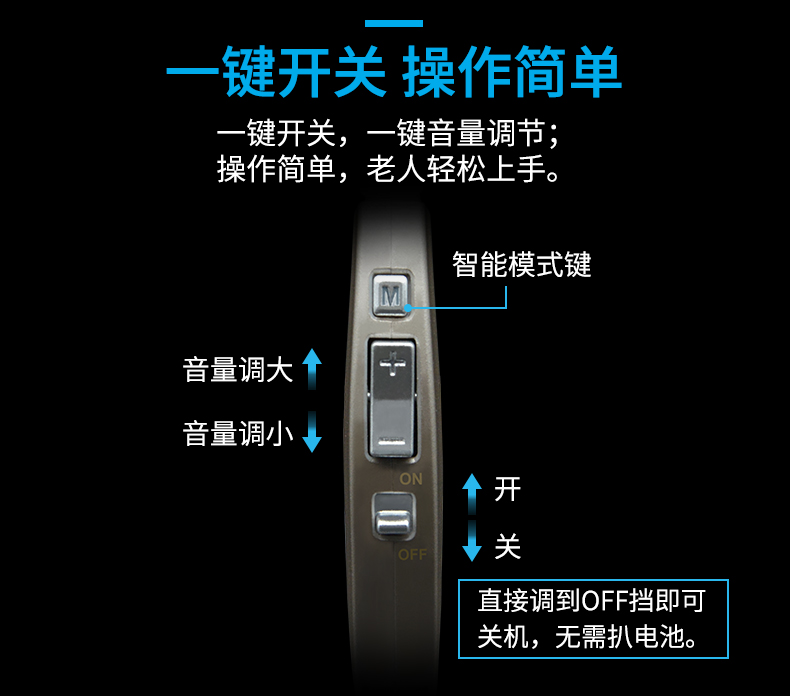 一键开关 操作简单
一键开关，一键音量调节；
操作简单，老人轻松上手。
智能模式键
M
音量调大
+
音量调小
-
ON
开
OFF
关
直接调到OFF挡即可
关机，无需扒电池。